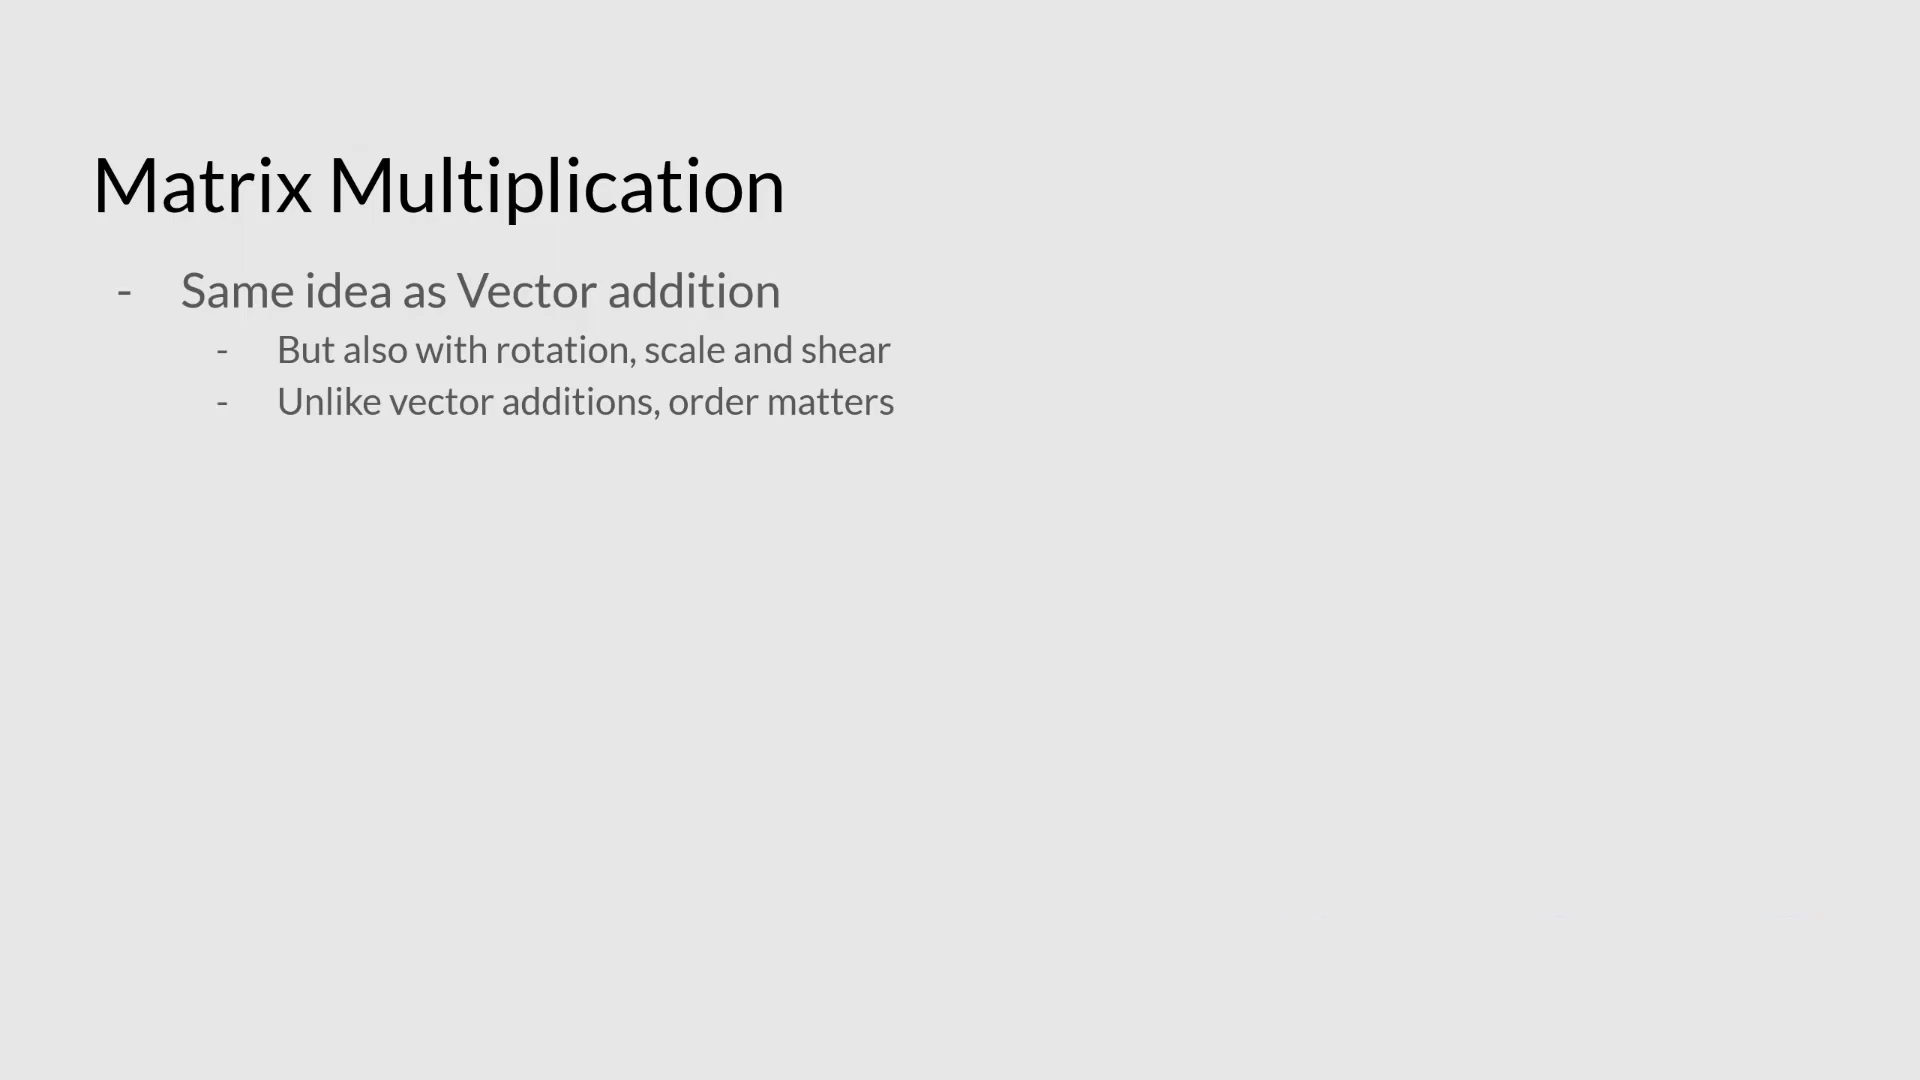 Matrix Multiplication
- Same idea as Vector addition
- But also with rotation, scale and shear
- Unlike vector additions, order matters